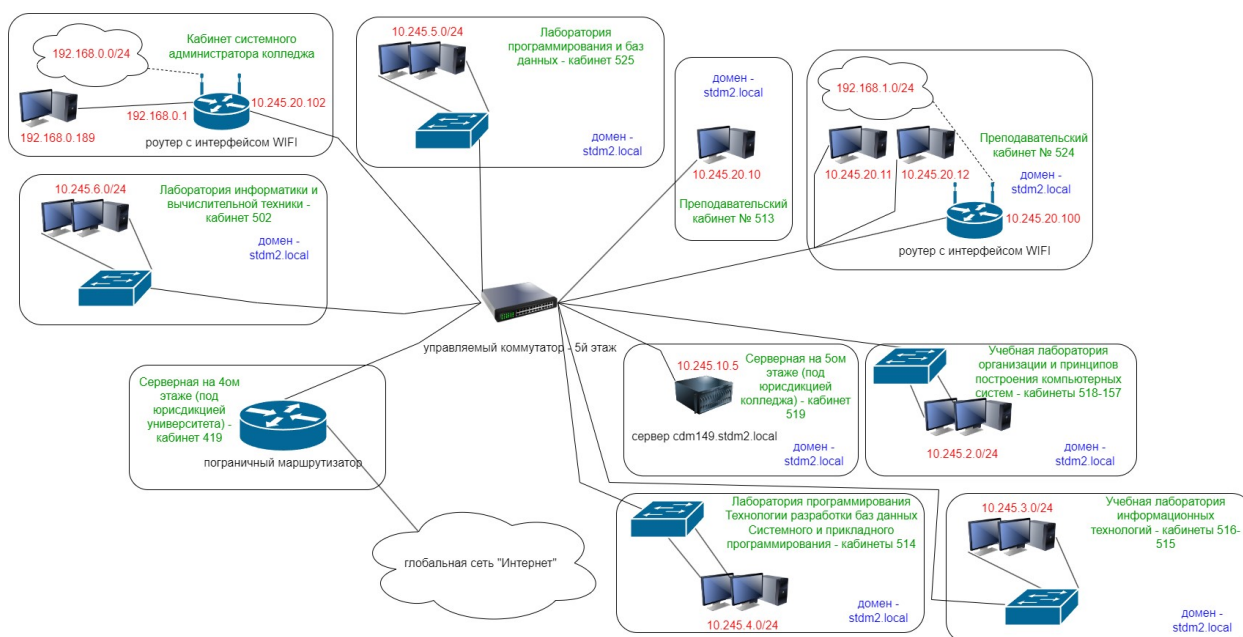 192.168.0.0/24
Кабинет системного
администратора колледжа
192.168.0.189
192.168.0.1
10.245.20.102
роутер с интерфейсом WIFI
10.245.5.0/24
Лаборатория
программирования и баз
данных - кабинет 525
домен -
stdm2.local
домен -
stdm2.local
10.245.20.10
Преподавательский
кабинет № 513
192.168.1.0/24
10.245.20.11
10.245.20.12
Преподавательский
кабинет № 524
домен -
stdm2.local
10.245.20.100
роутер с интерфейсом WIFI
10.245.6.0/24
Лаборатория информатики и
вычислительной техники -
кабинет 502
домен -
stdm2.local
управляемый коммутатор - 5й этаж
Серверная на 4ом
этаже (под
юрисдикцией
университета) -
кабинет 419
пограничный маршрутизатор
глобальная сеть "Интернет"
10.245.10.5
Серверная на 5ом
этаже (под
юрисдикцией
колледжа) -
кабинет
519
сервер cdm149.stdm2.local
домен -
stdm2.local
Учебная лаборатория
организации и принципов
построения компьютерных
систем - кабинеты 518-157
10.245.2.0/24
домен -
stdm2.local
Лаборатория программирования
Технологии разработки баз данных
Системного и прикладного
программирования - кабинеты 514
10.245.4.0/24
домен -
stdm2.local
10.245.3.0/24
Учебная лаборатория
информационных
технологий - кабинеты 516-
515
домен -
stdm2.local